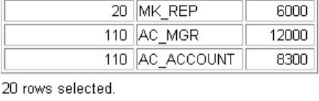 20 MK_REP 6000
110 AC_MGR 12000
110 AC_ACCOUNT 8300
20 rows selected.